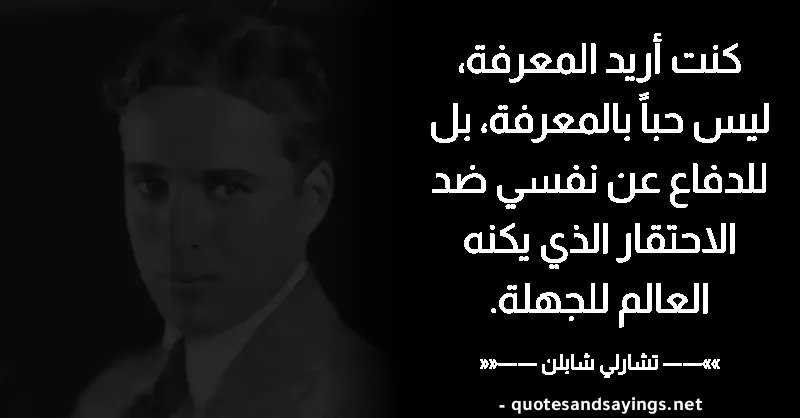 كنت أريد المعرفة،
ليس حباً بالمعرفة، بل
للدفاع عن نفسي ضد
الاحتقار الذي يكنه
العالم للجهلة.
»»—— تشارلي شابلن ——««
- quotesandsayings.net